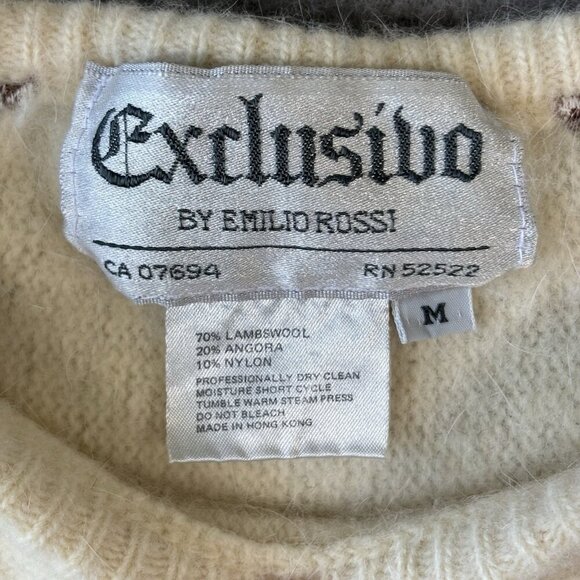 Exclusivo
BY EMILIO ROSSI
CA 07694 RN 52522
M
70% LAMBSWOOL
20% ANGORA
10% NYLON
PROFESSIONALLY DRY CLEAN
MOISTURE SHORT CYCLE
TUMBLE WARM STEAM PRESS
DO NOT BLEACH
MADE IN HONG KONG